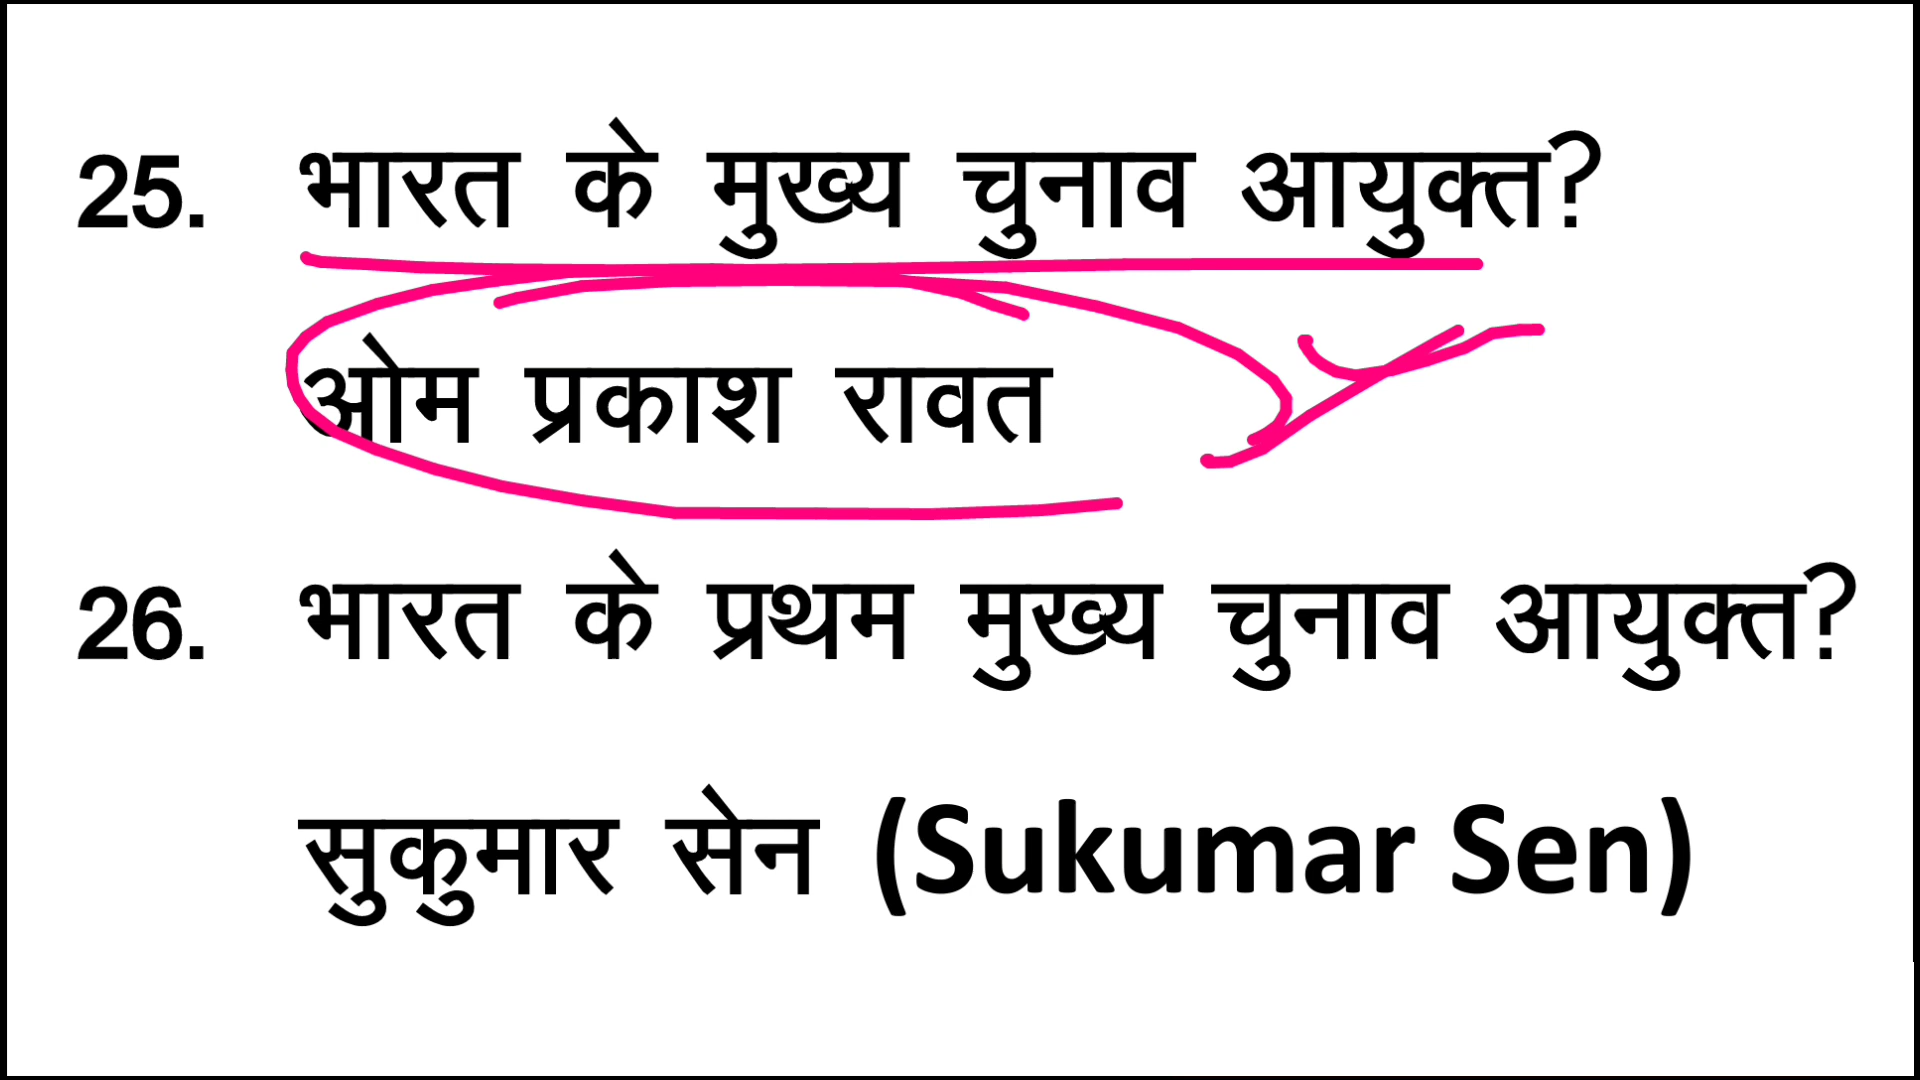 25. भारत के मुख्य चुनाव आयुक्त?
ओम प्रकाश रावत
26. भारत के प्रथम मुख्य चुनाव आयुक्त?
सुकुमार सेन (Sukumar Sen)